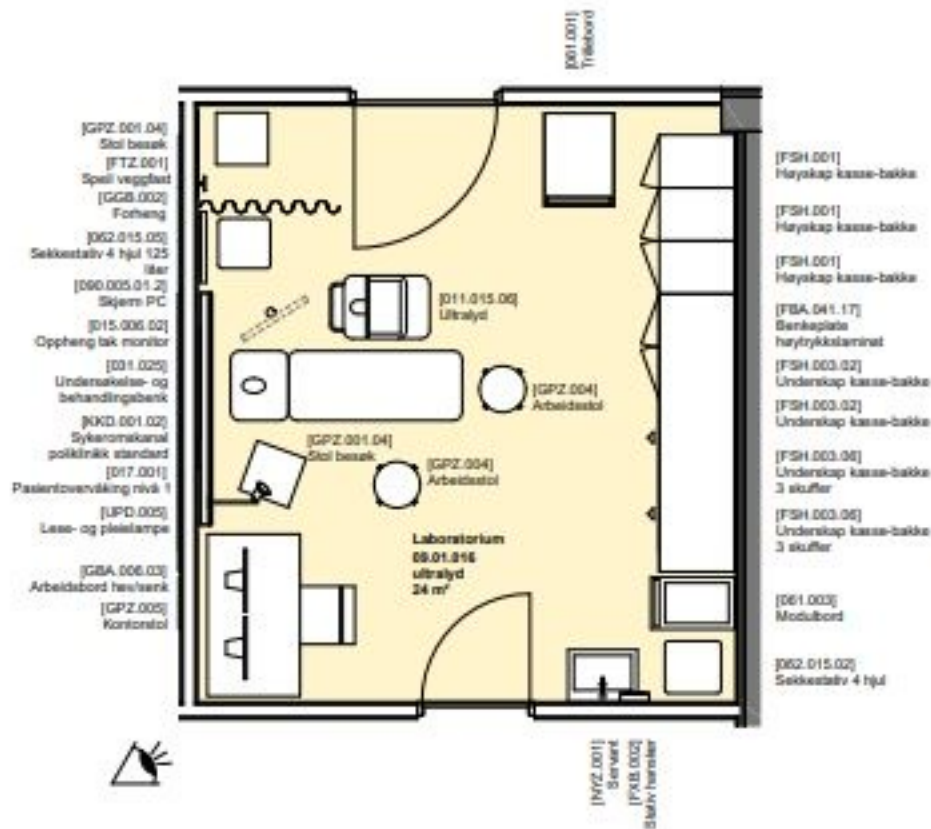 [001.001]
Trillebord
[GPZ.001.04]
Stol besøk
[FTZ.001]
Speil veggfast
[GGB.002]
Forheng
[062.015.05]
Sekkestativ 4 hjul 125
liter
[090.005.01.2]
Skjerm PC
[015.006.02]
Oppheng tak monitor
[031.025]
Undersøkelse- og
behandlingsbenk
[KKD.001.02]
Sykeromskanal
poliklinikk standard
[017.001]
Pasientovervåking nivå 1
[UPD.005]
Lese- og pleielampe
[GBA.006.03]
Arbeidsbord hev/senk
[GPZ.005]
Kontorstol
[011.015.06]
Ultralyd
[GPZ.004]
Arbeidsstol
[GPZ.001.04]
Stol besøk
[GPZ.004]
Arbeidsstol
Laboratorium
09.01.016
ultralyd
24 m²
[FSH.001]
Høyskap kasse-bakke
[FSH.001]
Høyskap kasse-bakke
[FSH.001]
Høyskap kasse-bakke
[FBA.041.17]
Benkeplate
høytrykkslaminat
[FSH.003.02]
Underskap kasse-bakke
[FSH.003.02]
Underskap kasse-bakke
[FSH.003.06]
Underskap kasse-bakke
3 skuffer
[FSH.003.06]
Underskap kasse-bakke
3 skuffer
[061.003]
Modulbord
[062.015.02]
Sekkestativ 4 hjul
[NYZ.001]
Servant
[FXB.002]
Stativ hansker